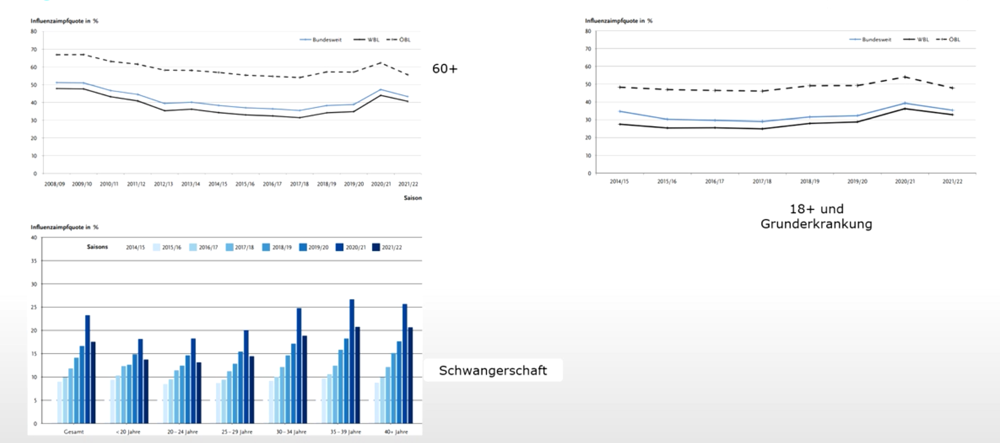 Influenzaimpfquote in %
80
Bundesweit WBL ÖBL
70
60
50
40
30
20
10
0
2008/09 2009/10 2010/11 2011/12 2012/13 2013/14 2014/15 2015/16 2016/17 2017/18 2018/19 2019/20 2020/21 2021/22
Saison
60+
Influenzaimpfquote in %
80
Bundesweit WBL ÖBL
70
60
50
40
30
20
10
0
2014/15 2015/16 2016/17 2017/18 2018/19 2019/20 2020/21 2021/22
18+ und
Grunderkrankung
Influenzaimpfquote in %
40
Saisons 2014/15 2015/16 2016/17 2017/18 2018/19 2019/20 2020/21 2021/22
35
30
25
20
15
10
5
0
Gesamt <20 Jahre 20–24 Jahre 25–29 Jahre 30–34 Jahre 35–39 Jahre 40+ Jahre
Schwangerschaft